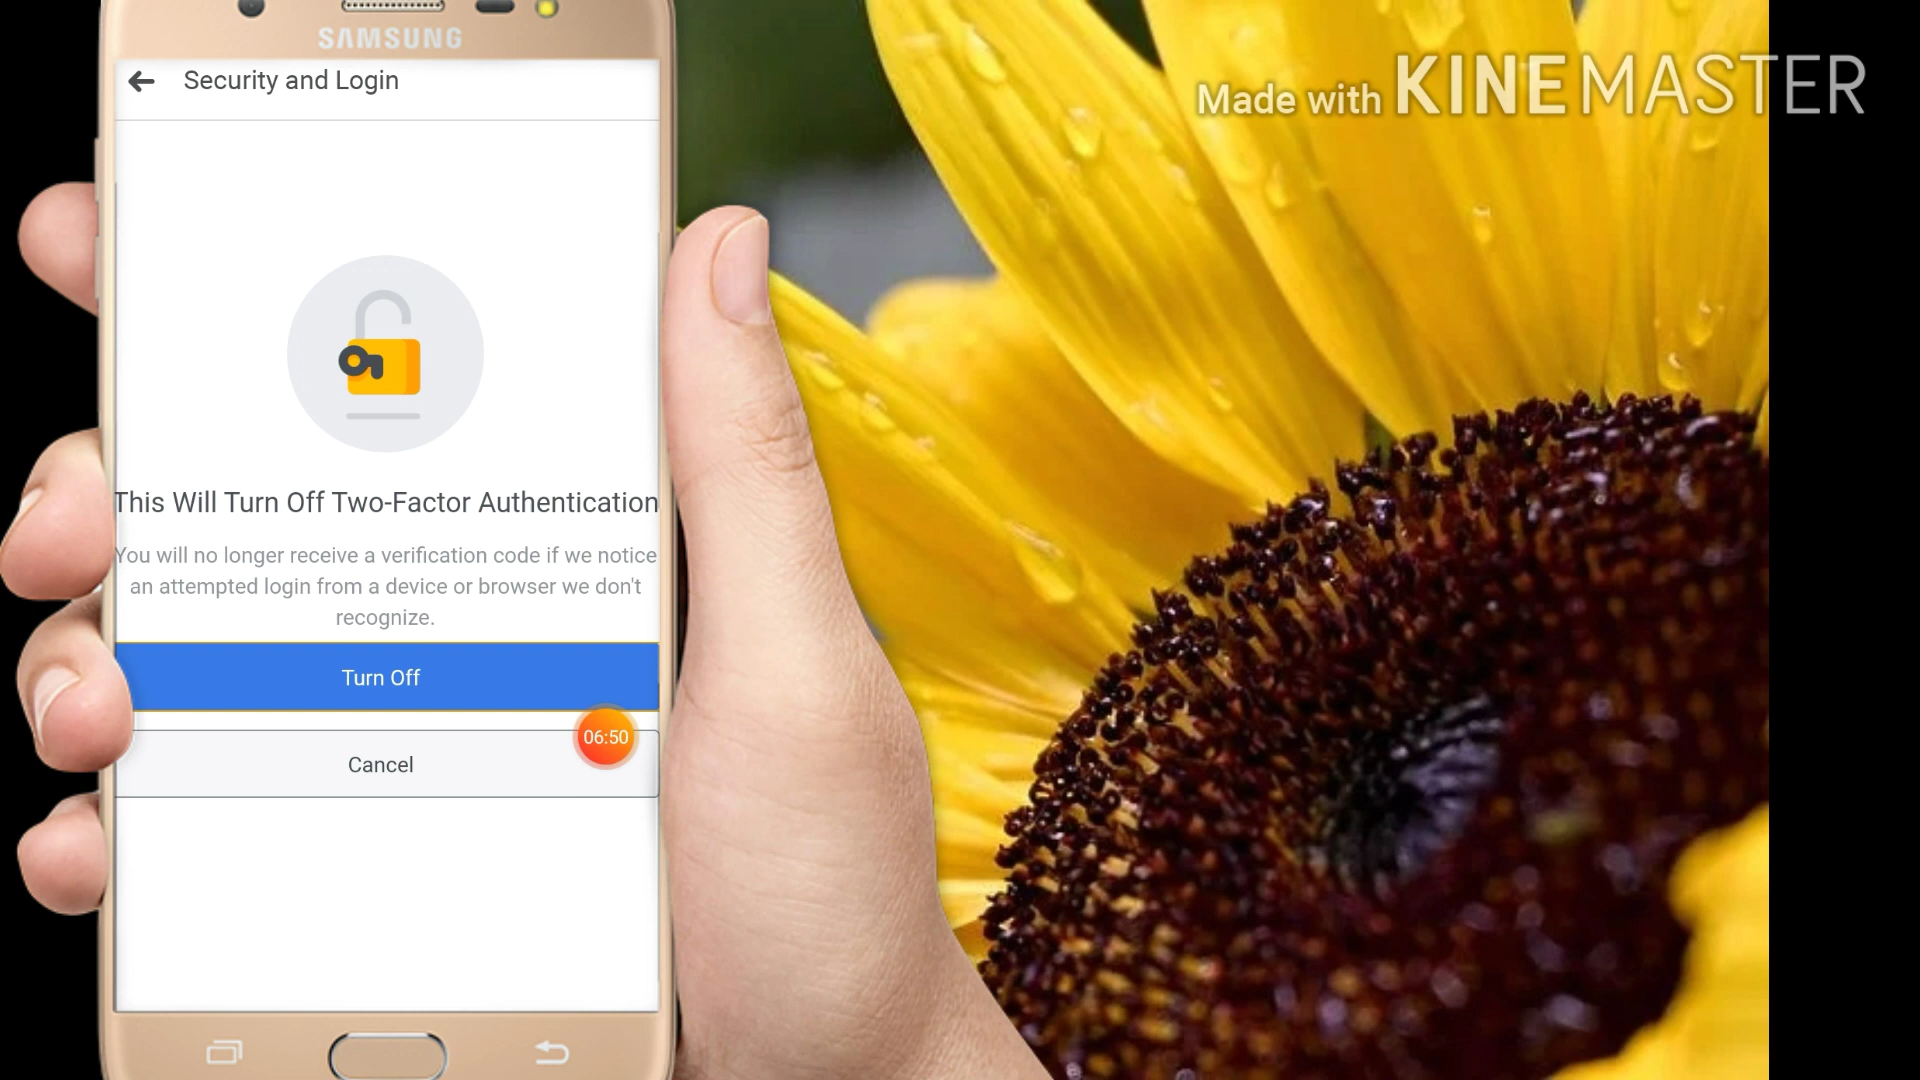 SAMSUNG
Security and Login
Made with KINEMASTER
This Will Turn Off Two-Factor Authentication
You will no longer receive a verification code if we notice
an attempted login from a device or browser we don't
recognize.
Turn Off
06:50
Cancel